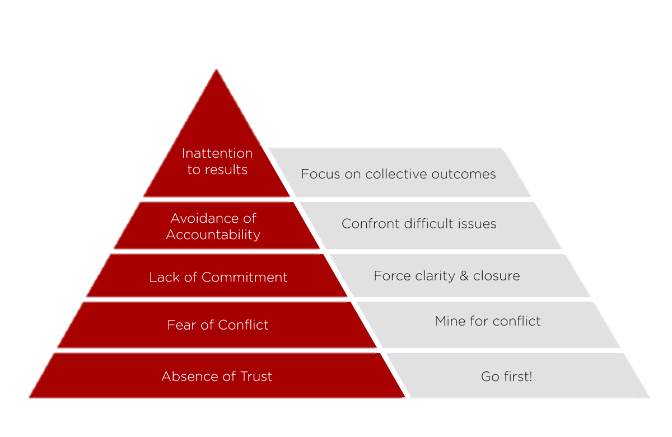 Inattention
to results
Focus on collective outcomes
Avoidance of
Accountability
Confront difficult issues
Lack of Commitment
Force clarity & closure
Fear of Conflict
Mine for conflict
Absence of Trust
Go first!